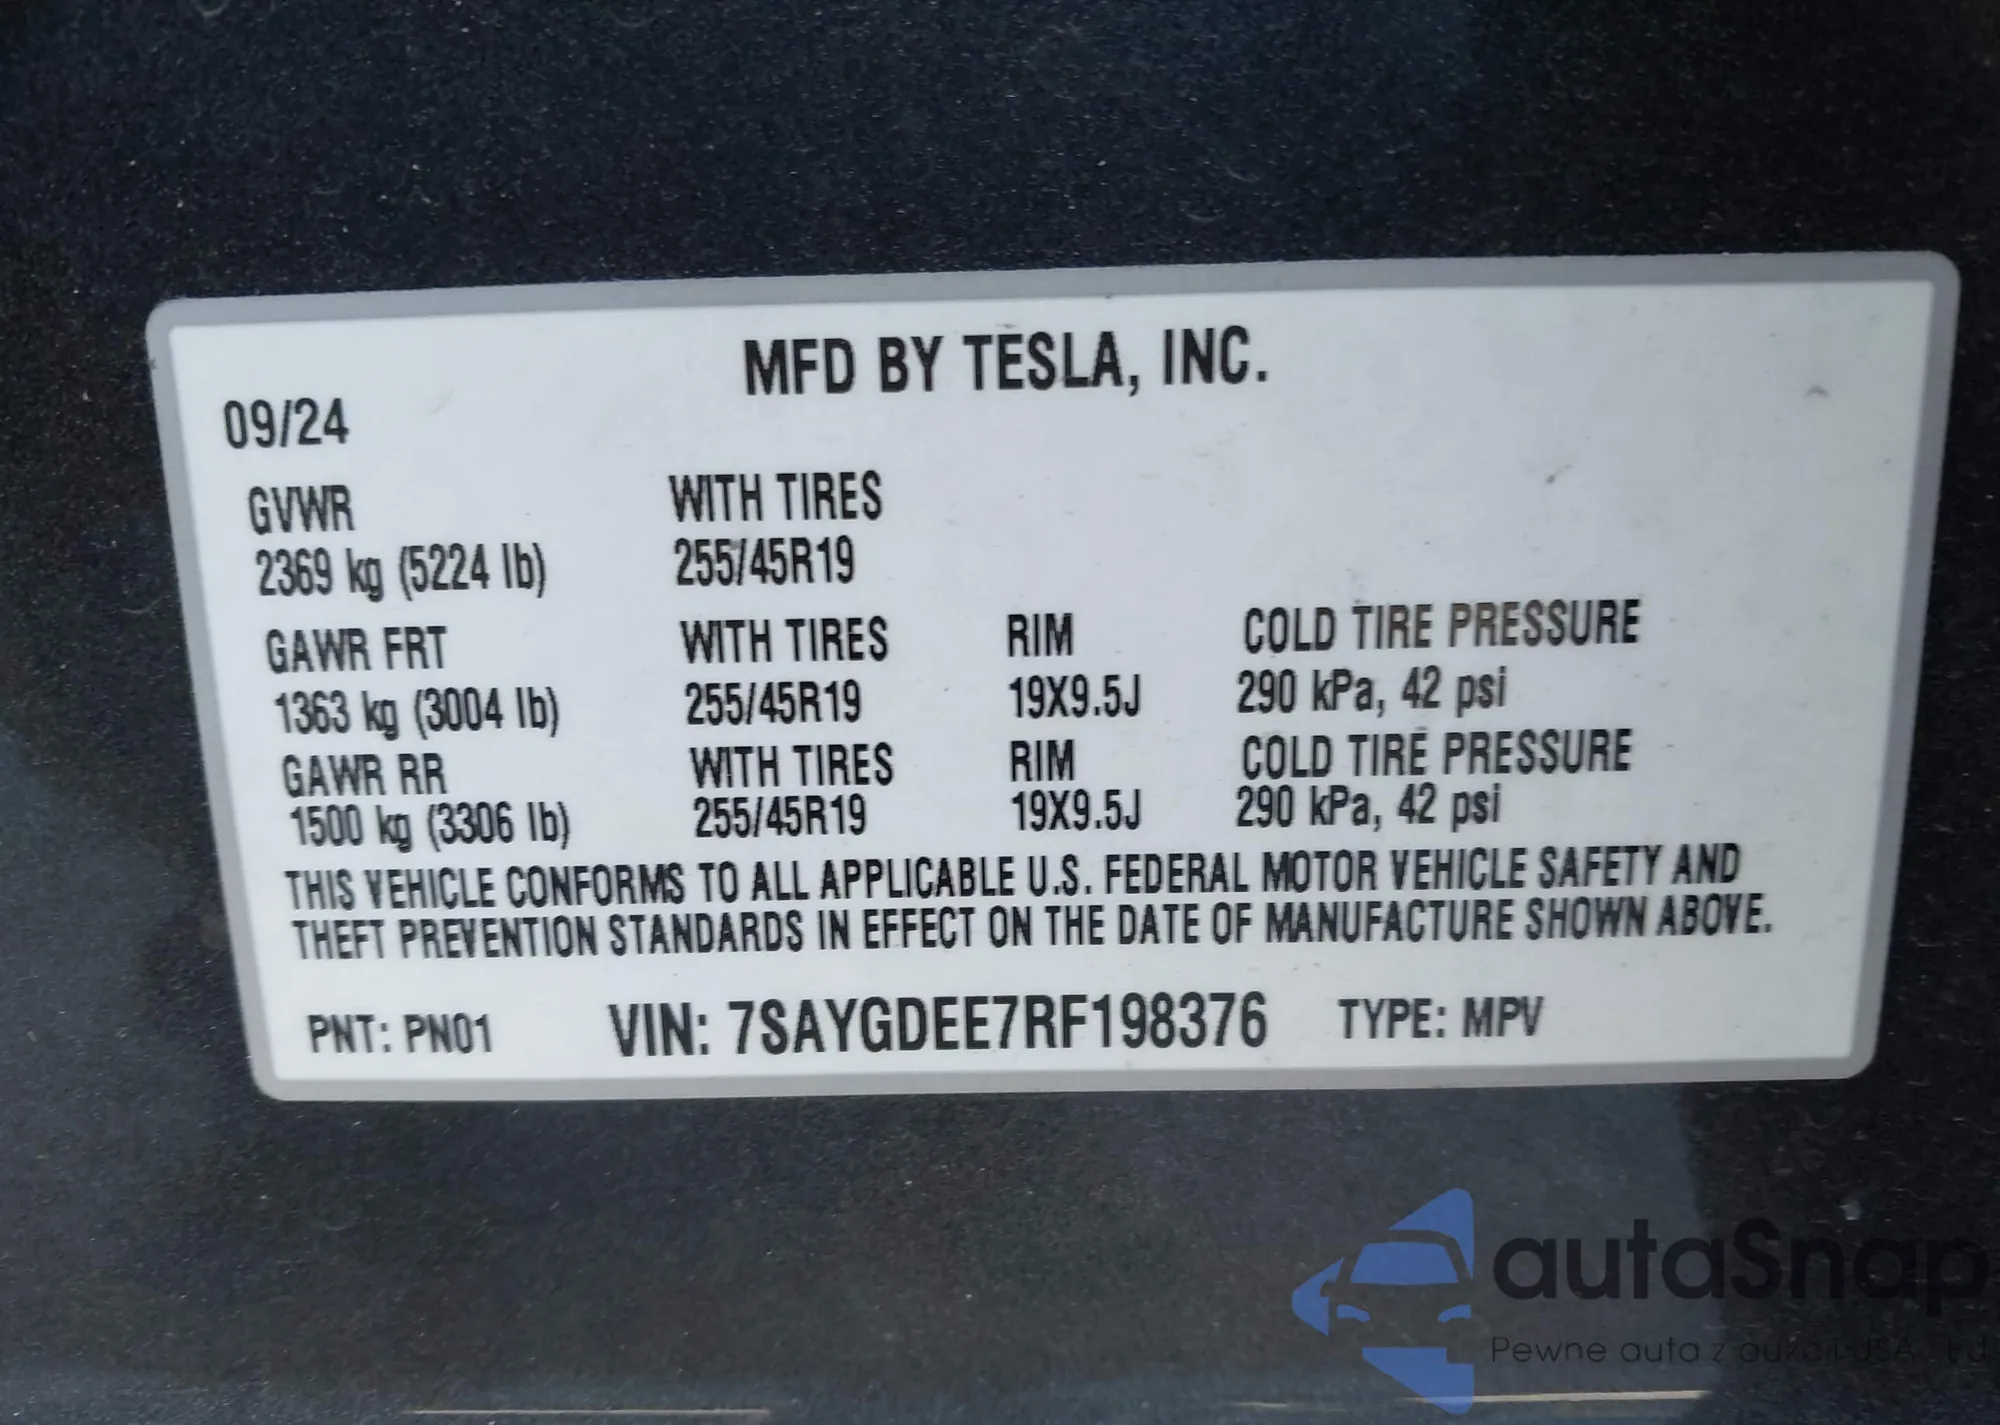 MFD BY TESLA, INC.
09/24
GVWR WITH TIRES
2369 kg (5224 lb) 255/45R19
GAWR FRT WITH TIRES RIM COLD TIRE PRESSURE
1363 kg (3004 lb) 255/45R19 19X9.5J 290 kPa, 42 psi
GAWR RR WITH TIRES RIM COLD TIRE PRESSURE
1500 kg (3306 lb) 255/45R19 19X9.5J 290 kPa, 42 psi
THIS VEHICLE CONFORMS TO ALL APPLICABLE U.S. FEDERAL MOTOR VEHICLE SAFETY AND
THEFT PREVENTION STANDARDS IN EFFECT ON THE DATE OF MANUFACTURE SHOWN ABOVE.
PNT: PN01 VIN: 7SAYGDEE7RF198376 TYPE: MPV
autaSnap
Pewne auta z aukcji USA